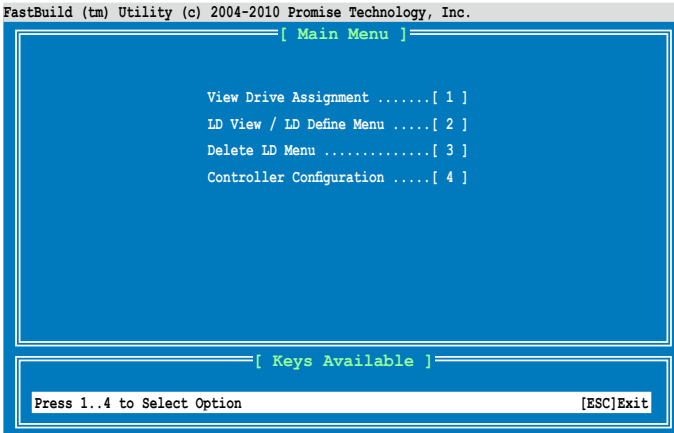 FastBuild (tm) Utility (c) 2004-2010 Promise Technology, Inc.
[ Main Menu ]
View Drive Assignment .......[ 1 ]
LD View / LD Define Menu .....[ 2 ]
Delete LD Menu ..............[ 3 ]
Controller Configuration .....[ 4 ]
[ Keys Available ]
Press 1..4 to Select Option [ESC]Exit